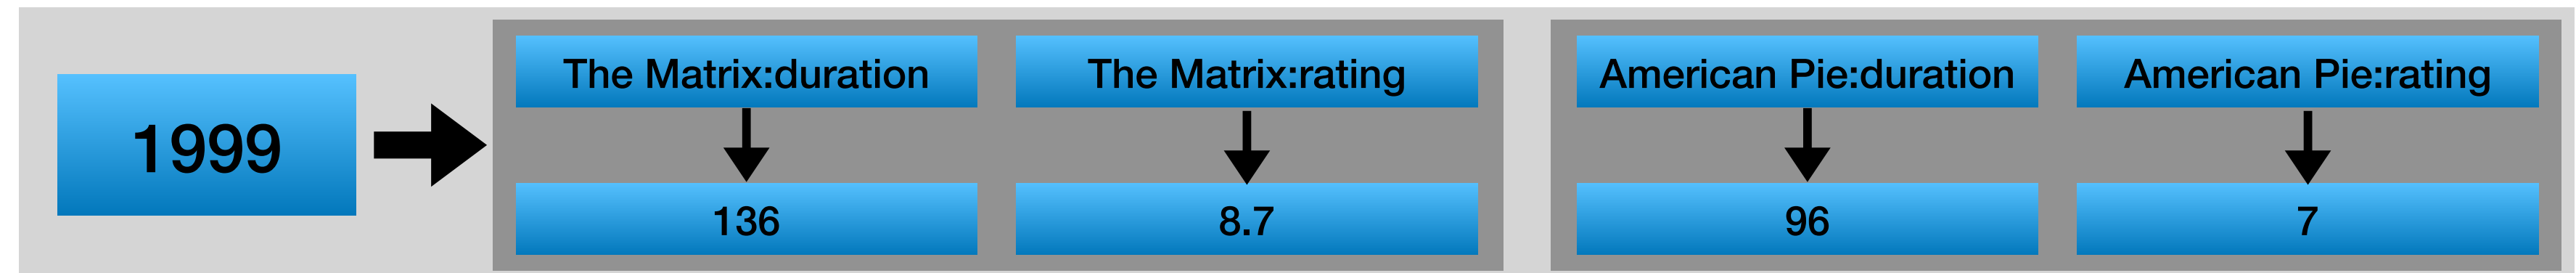 The Matrix:duration
The Matrix:rating
American Pie:duration
American Pie:rating
1999
136
8.7
96
7